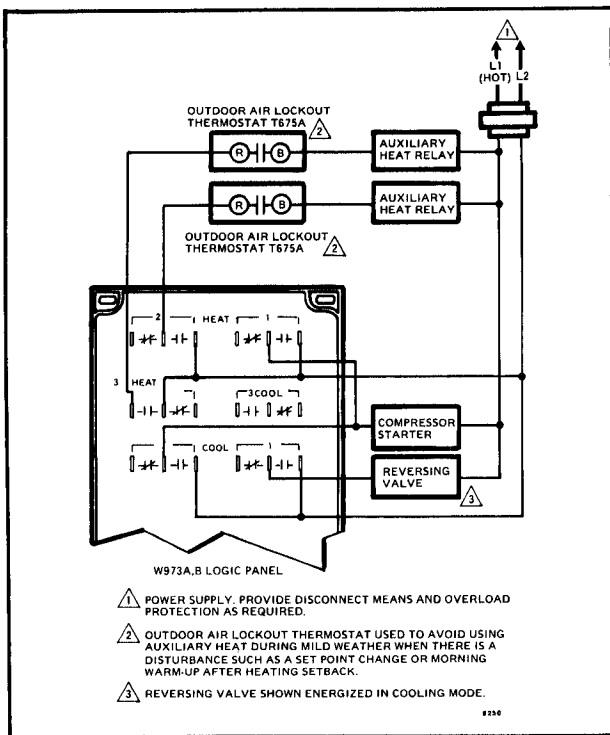 1
L1
(HOT) L2
OUTDOOR AIR LOCKOUT
THERMOSTAT T675A
2
R B
AUXILIARY
HEAT RELAY
R B
AUXILIARY
HEAT RELAY
OUTDOOR AIR LOCKOUT
THERMOSTAT T675A
2
2 HEAT 1
3 HEAT
3COOL
COMPRESSOR
STARTER
COOL 1
REVERSING
VALVE
3
W973A,B LOGIC PANEL
1 POWER SUPPLY. PROVIDE DISCONNECT MEANS AND OVERLOAD
PROTECTION AS REQUIRED.
2 OUTDOOR AIR LOCKOUT THERMOSTAT USED TO AVOID USING
AUXILIARY HEAT DURING MILD WEATHER WHEN THERE IS A
DISTURBANCE SUCH AS A SET POINT CHANGE OR MORNING
WARM-UP AFTER HEATING SETBACK.
3 REVERSING VALVE SHOWN ENERGIZED IN COOLING MODE.